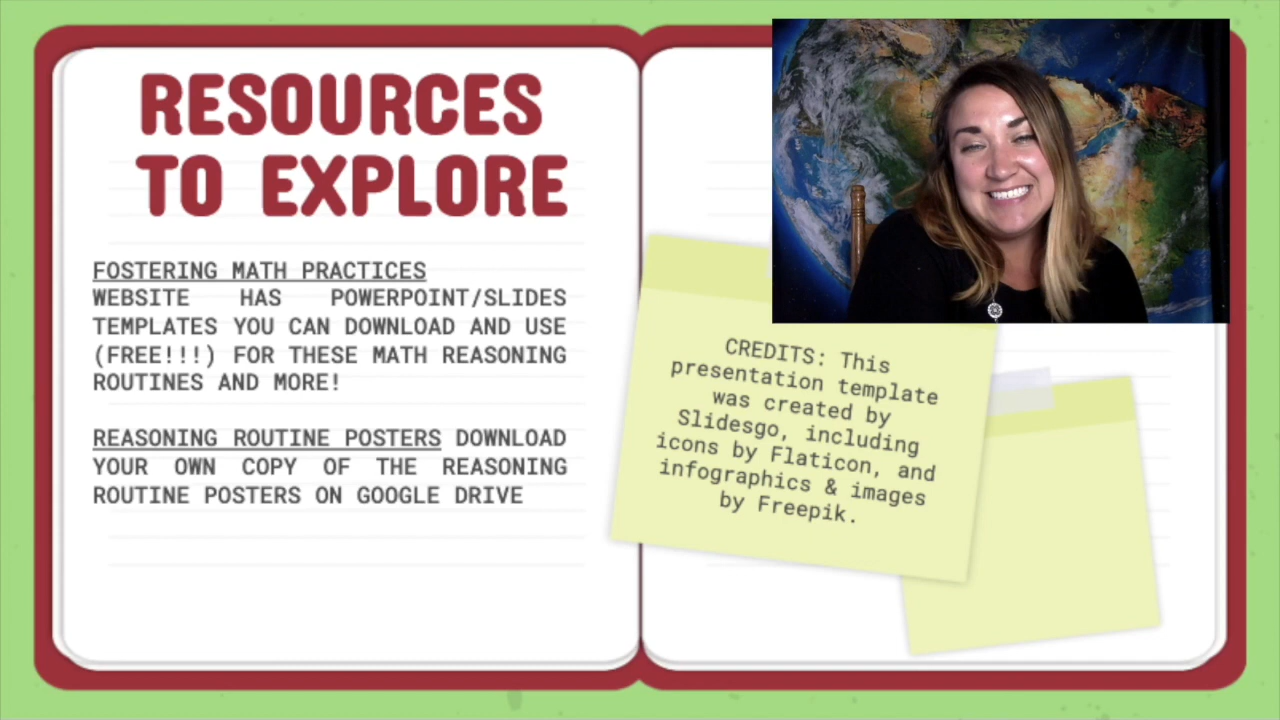 RESOURCES
TO EXPLORE
FOSTERING MATH PRACTICES
WEBSITE HAS POWERPOINT/SLIDES
TEMPLATES YOU CAN DOWNLOAD AND USE
(FREE!!!) FOR THESE MATH REASONING
ROUTINES AND MORE!
REASONING ROUTINE POSTERS DOWNLOAD
YOUR OWN COPY OF THE REASONING
ROUTINE POSTERS ON GOOGLE DRIVE
CREDITS: This
presentation template
was created by
Slidesgo, including
icons by Flaticon, and
infographics & images
by Freepik.